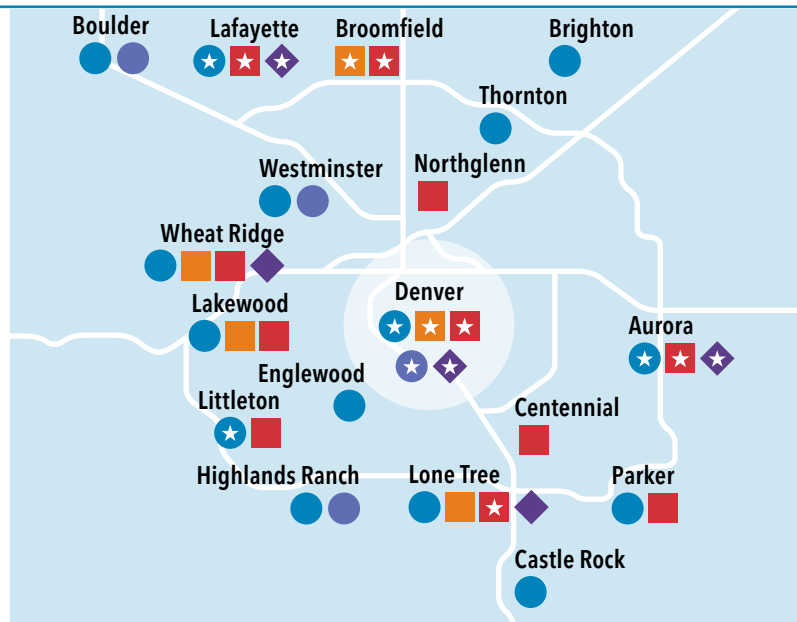 Boulder
Lafayette
Broomfield
Brighton
Thornton
Westminster
Northglenn
Wheat Ridge
Denver
Lakewood
Aurora
Englewood
Littleton
Centennial
Highlands Ranch
Lone Tree
Parker
Castle Rock